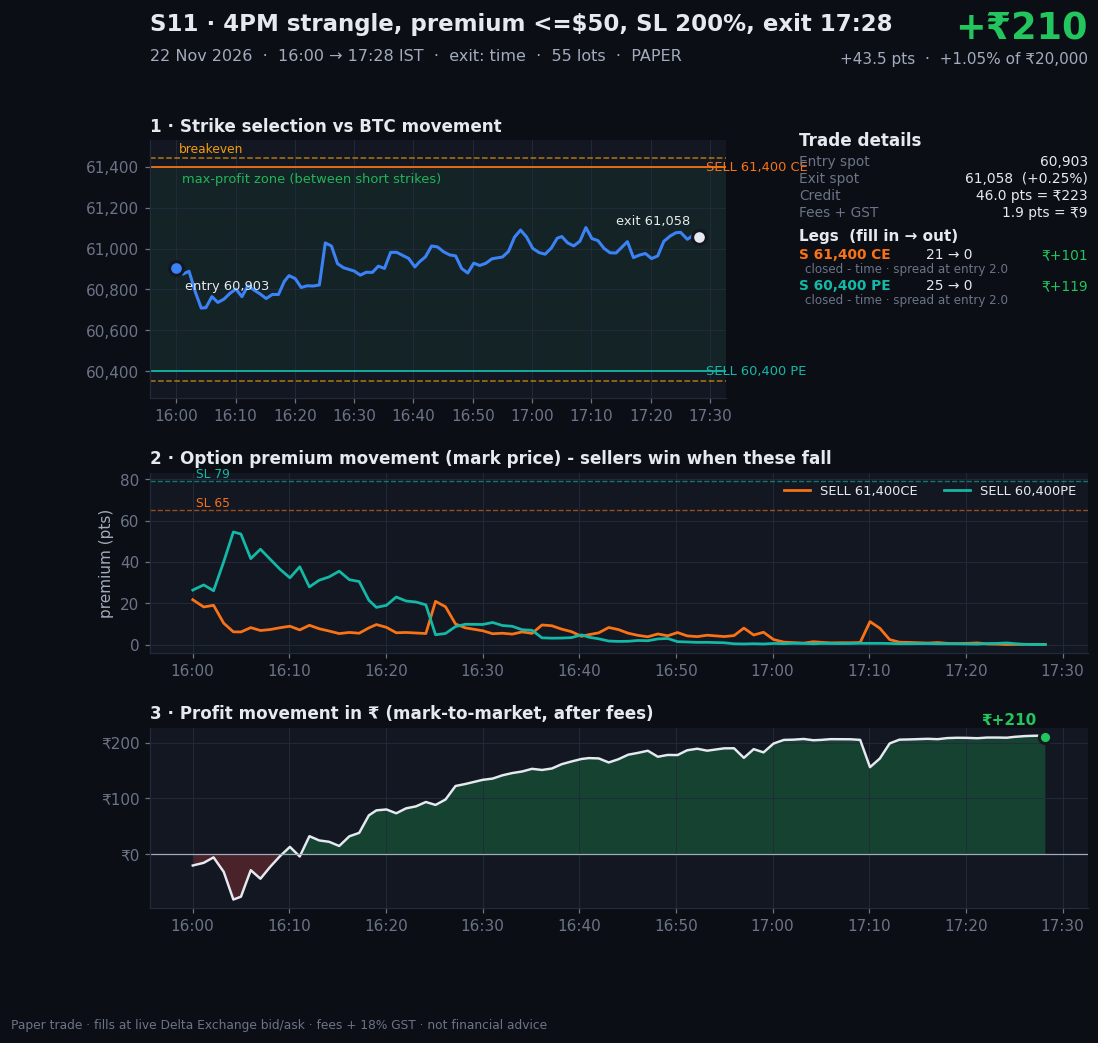 S11 · 4PM strangle, premium <=$50, SL 200%, exit 17:28
+₹210
22 Nov 2026 · 16:00 → 17:28 IST · exit: time · 55 lots · PAPER
+43.5 pts · +1.05% of ₹20,000
1 · Strike selection vs BTC movement
breakeven
SELL 61,400 CE
max-profit zone (between short strikes)
exit 61,058
entry 60,903
SELL 60,400 PE
61,400
61,200
61,000
60,800
60,600
60,400
16:00 16:10 16:20 16:30 16:40 16:50 17:00 17:10 17:20 17:30
Trade details
Entry spot 60,903
Exit spot 61,058 (+0.25%)
Credit 46.0 pts = ₹223
Fees + GST 1.9 pts = ₹9
Legs (fill in → out)
S 61,400 CE 21 → 0 ₹+101
closed - time · spread at entry 2.0
S 60,400 PE 25 → 0 ₹+119
closed - time · spread at entry 2.0
2 · Option premium movement (mark price) - sellers win when these fall
SL 79
SL 65
SELL 61,400CE SELL 60,400PE
premium (pts)
80
60
40
20
0
16:00 16:10 16:20 16:30 16:40 16:50 17:00 17:10 17:20 17:30
3 · Profit movement in ₹ (mark-to-market, after fees)
₹+210
₹200
₹100
₹0
16:00 16:10 16:20 16:30 16:40 16:50 17:00 17:10 17:20 17:30
Paper trade · fills at live Delta Exchange bid/ask · fees + 18% GST · not financial advice